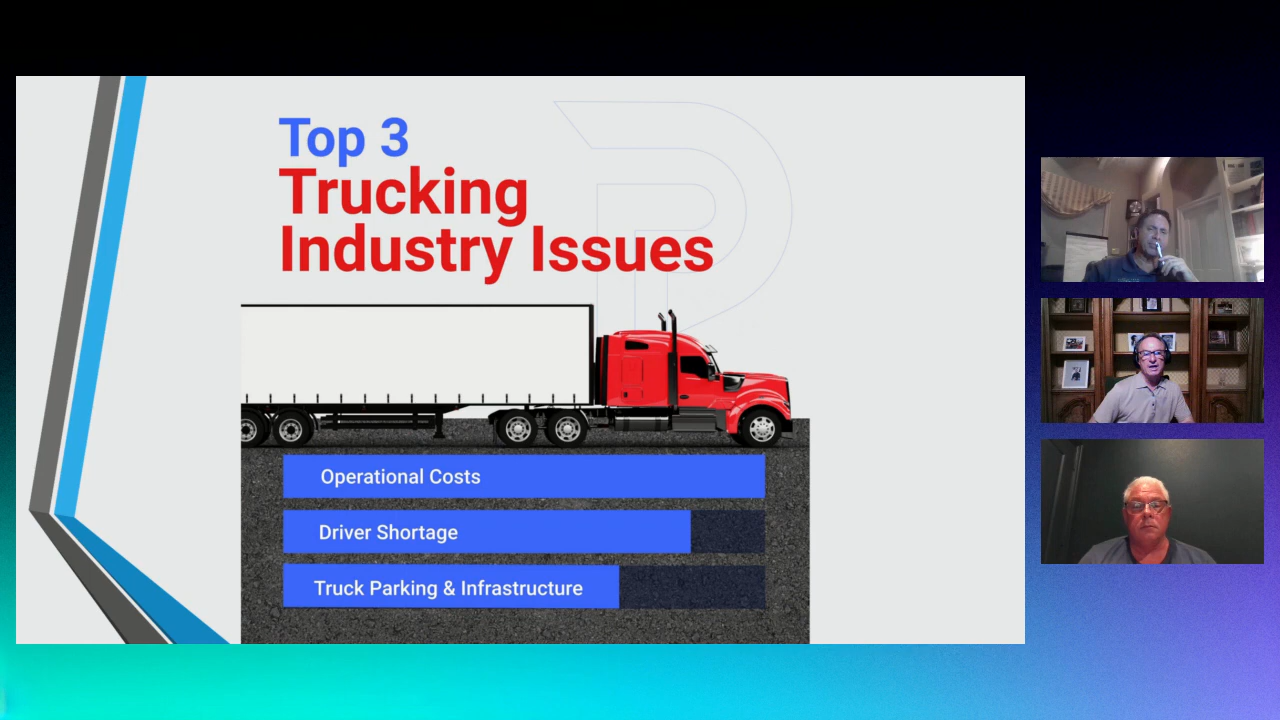 Top 3
Trucking
Industry Issues
Operational Costs
Driver Shortage
Truck Parking & Infrastructure